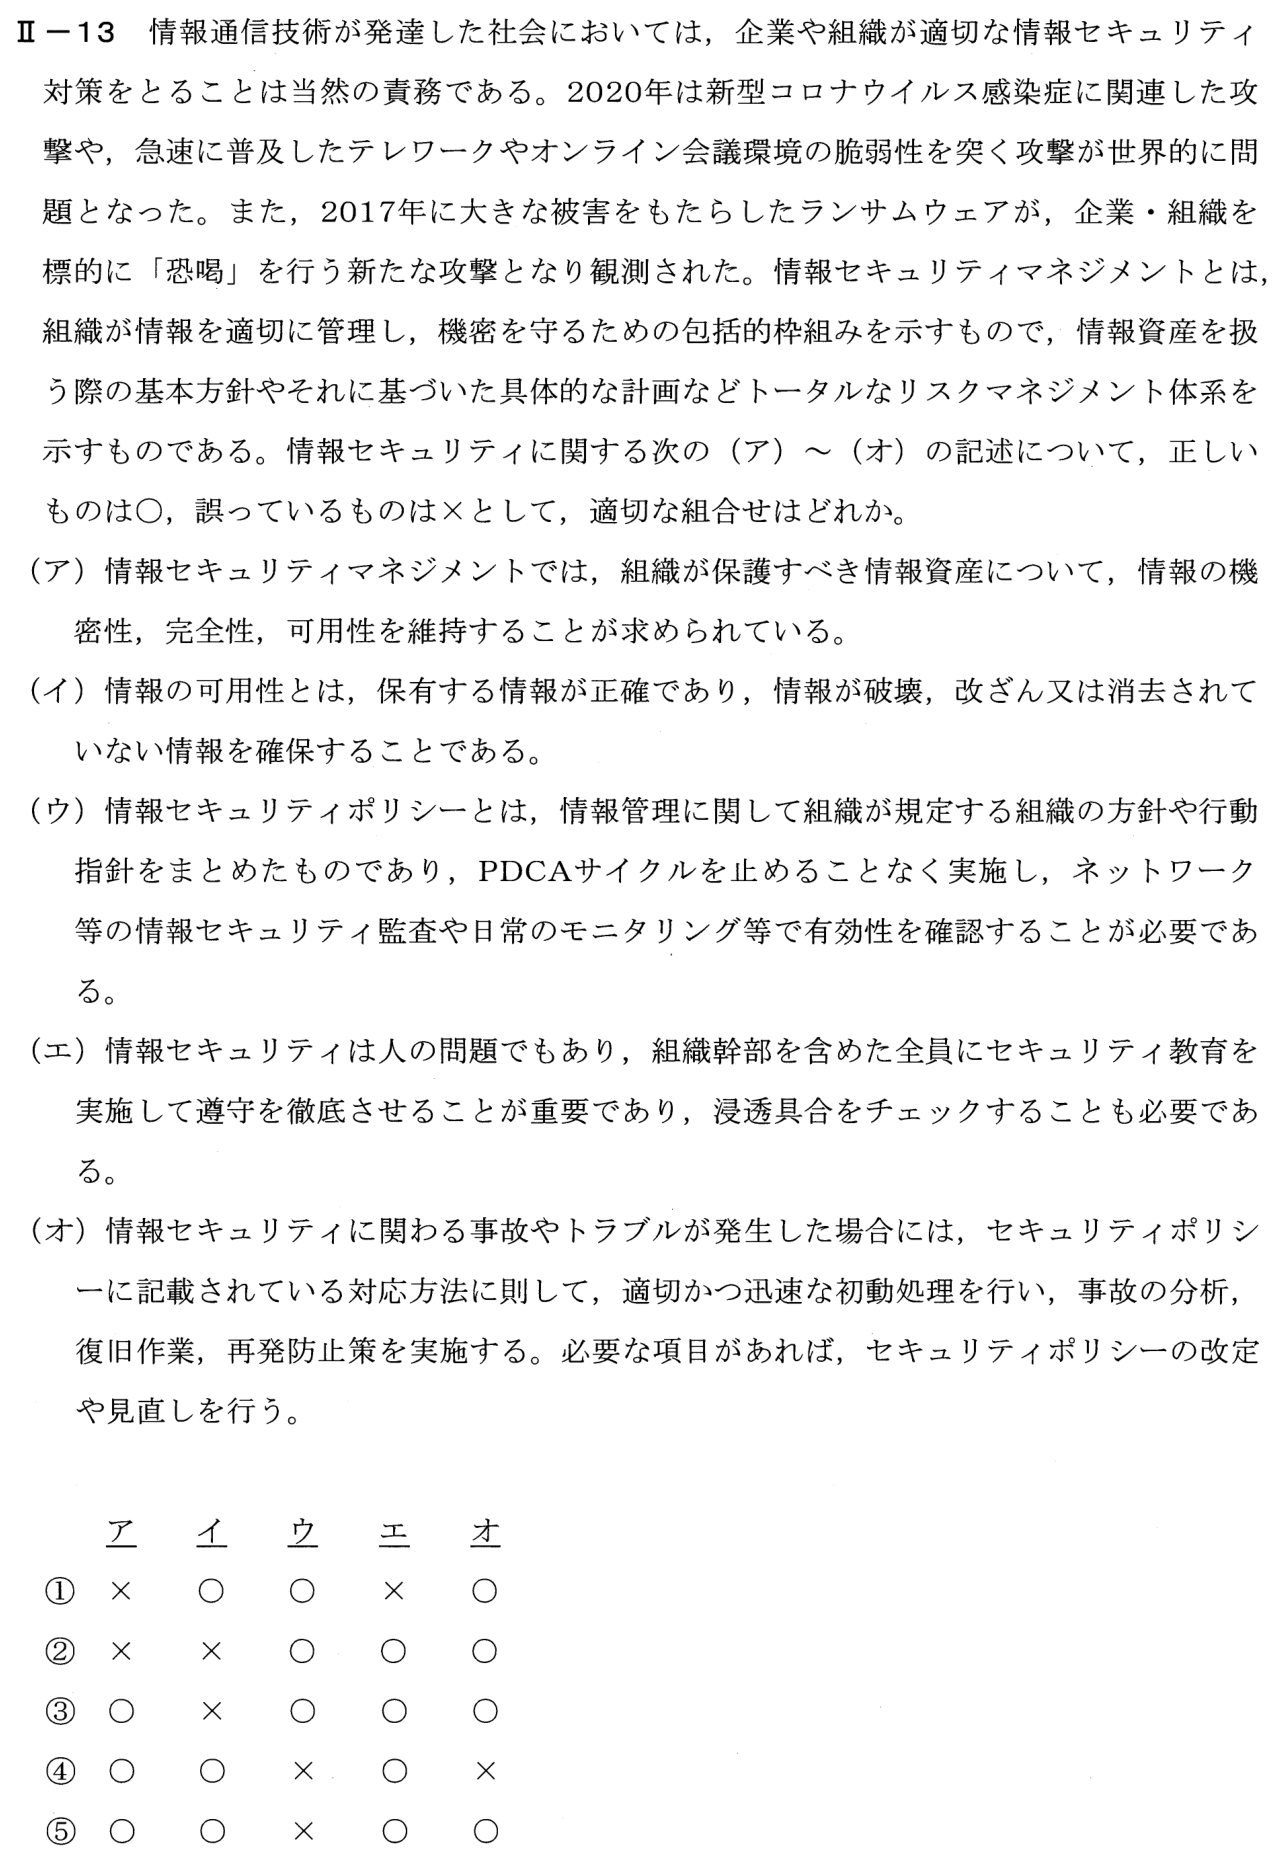 Ⅱ－13　情報通信技術が発達した社会においては，企業や組織が適切な情報セキュリティ
対策をとることは当然の責務である。2020年は新型コロナウイルス感染症に関連した攻
撃や，急速に普及したテレワークやオンライン会議環境の脆弱性を突く攻撃が世界的に問
題となった。また，2017年に大きな被害をもたらしたランサムウェアが，企業・組織を
標的に「恐喝」を行う新たな攻撃となり観測された。情報セキュリティマネジメントとは，
組織が情報を適切に管理し，機密を守るための包括的枠組みを示すもので，情報資産を扱
う際の基本方針やそれに基づいた具体的な計画などトータルなリスクマネジメント体系を
示すものである。情報セキュリティに関する次の（ア）～（オ）の記述について，正しい
ものは○，誤っているものは×として，適切な組合せはどれか。
（ア）情報セキュリティマネジメントでは，組織が保護すべき情報資産について，情報の機
密性，完全性，可用性を維持することが求められている。
（イ）情報の可用性とは，保有する情報が正確であり，情報が破壊，改ざん又は消去されて
いない情報を確保することである。
（ウ）情報セキュリティポリシーとは，情報管理に関して組織が規定する組織の方針や行動
指針をまとめたものであり，PDCAサイクルを止めることなく実施し，ネットワーク
等の情報セキュリティ監査や日常のモニタリング等で有効性を確認することが必要であ
る。
（エ）情報セキュリティは人の問題でもあり，組織幹部を含めた全員にセキュリティ教育を
実施して遵守を徹底させることが重要であり，浸透具合をチェックすることも必要であ
る。
（オ）情報セキュリティに関わる事故やトラブルが発生した場合には，セキュリティポリシ
ーに記載されている対応方法に則して，適切かつ迅速な初動処理を行い，事故の分析，
復旧作業，再発防止策を実施する。必要な項目があれば，セキュリティポリシーの改定
や見直しを行う。
ア　イ　ウ　エ　オ
①　×　○　○　×　○
②　×　×　○　○　○
③　○　×　○　○　○
④　○　○　×　○　×
⑤　○　○　×　○　○